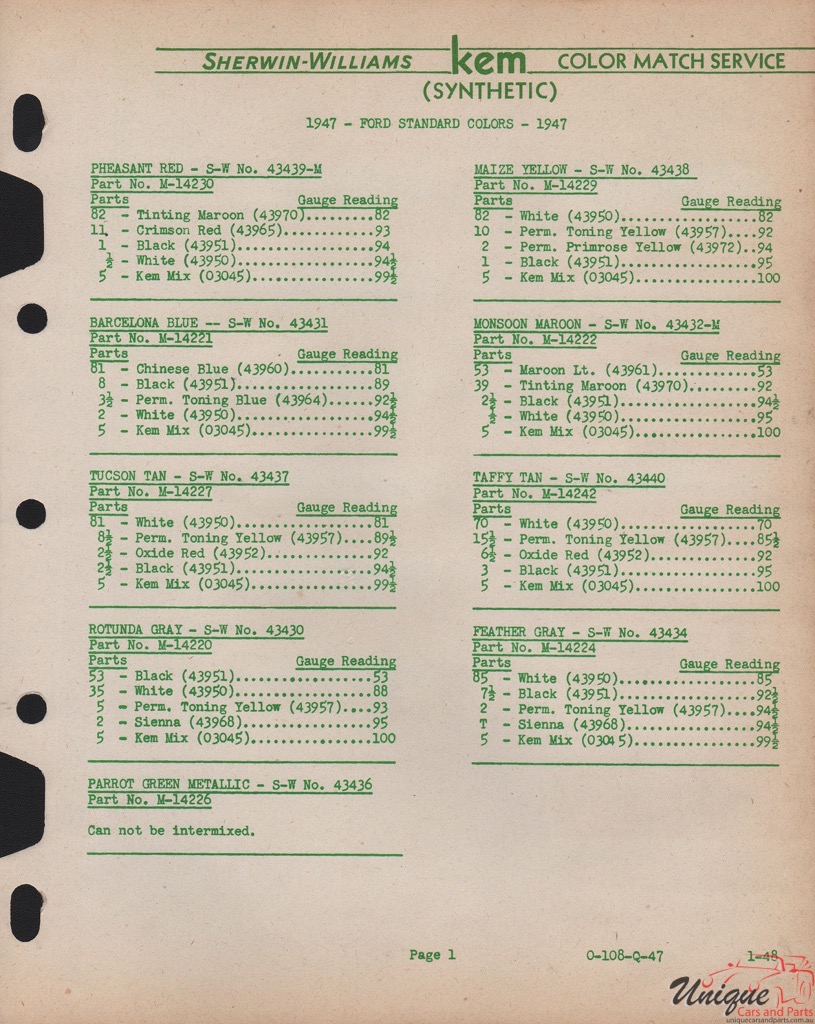 SHERWIN-WILLIAMS kem COLOR MATCH SERVICE
(SYNTHETIC)
1947 - FORD STANDARD COLORS - 1947
PHEASANT RED - S-W No. 43439-M
Part No. M-14230
Parts Gauge Reading
82 - Tinting Maroon (43970)..........82
11 - Crimson Red (43965).............93
1 - Black (43951)...................94
½ - White (43950)...................94½
5 - Kem Mix (03045).................99½
BARCELONA BLUE -- S-W No. 43431
Part No. M-14221
Parts Gauge Reading
81 - Chinese Blue (43960)............81
8 - Black (43951)...................89
3½ - Perm. Toning Blue (43964)......92½
2 - White (43950)...................94½
5 - Kem Mix (03045).................99½
TUCSON TAN - S-W No. 43437
Part No. M-14227
Parts Gauge Reading
81 - White (43950)...................81
8½ - Perm. Toning Yellow (43957)....89½
2½ - Oxide Red (43952)...............92
2½ - Black (43951)...................94½
5 - Kem Mix (03045).................99½
ROTUNDA GRAY - S-W No. 43430
Part No. M-14220
Parts Gauge Reading
53 - Black (43951)...................53
35 - White (43950)...................88
5 - Perm. Toning Yellow (43957)....93
2 - Sienna (43968)..................95
5 - Kem Mix (03045).................100
PARROT GREEN METALLIC - S-W No. 43436
Part No. M-14226
Can not be intermixed.
MAIZE YELLOW - S-W No. 43438
Part No. M-14229
Parts Gauge Reading
82 - White (43950)...................82
10 - Perm. Toning Yellow (43957)....92
2 - Perm. Primrose Yellow (43972)..94
1 - Black (43951)...................95
5 - Kem Mix (03045).................100
MONSOON MAROON - S-W No. 43432-M
Part No. M-14222
Parts Gauge Reading
53 - Maroon Lt. (43961)..............53
39 - Tinting Maroon (43970)..........92
2½ - Black (43951)...................94½
½ - White (43950)...................95
5 - Kem Mix (03045).................100
TAFFY TAN - S-W No. 43440
Part No. M-14242
Parts Gauge Reading
70 - White (43950)...................70
15½ - Perm. Toning Yellow (43957)....85½
6½ - Oxide Red (43952)...............92
3 - Black (43951)...................95
5 - Kem Mix (03045).................100
FEATHER GRAY - S-W No. 43434
Part No. M-14224
Parts Gauge Reading
85 - White (43950)...................85
7½ - Black (43951)...................92½
2 - Perm. Toning Yellow (43957)....94½
T - Sienna (43968)..................94½
5 - Kem Mix (03045).................99½
Page 1 O-108-Q-47 1-48
Unique
Cars and Parts
uniquecarsandparts.com.au